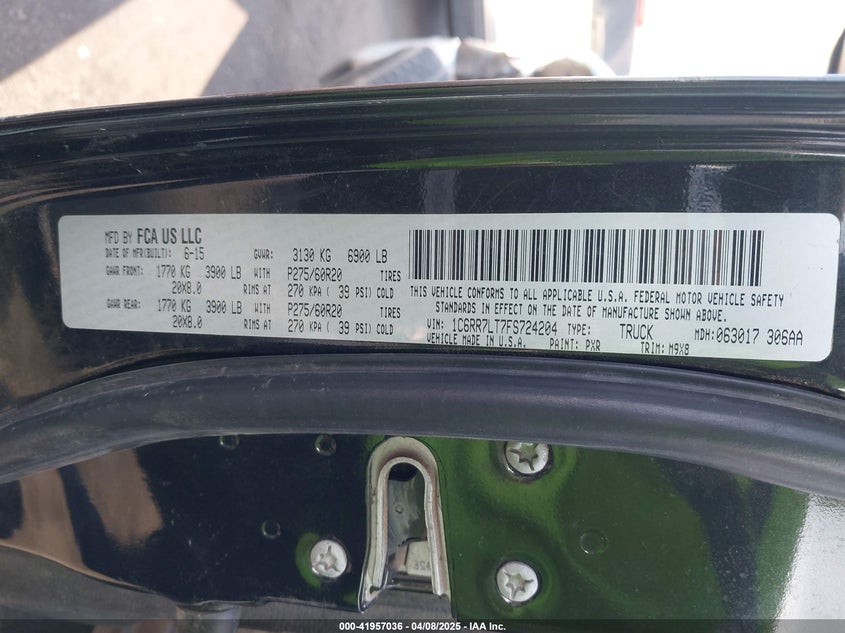 MFD BY FCA US LLC
DATE OF MFR(BUILT): 6-15 GVWR: 3130 KG 6900 LB
GAWR FRONT: 1770 KG 3900 LB WITH P275/60R20 TIRES
20X8.0 RIMS AT 270 KPA ( 39 PSI) COLD
GAWR REAR: 1770 KG 3900 LB WITH P275/60R20 TIRES
20X8.0 RIMS AT 270 KPA ( 39 PSI) COLD
THIS VEHICLE CONFORMS TO ALL APPLICABLE U.S.A. FEDERAL MOTOR VEHICLE SAFETY
STANDARDS IN EFFECT ON THE DATE OF MANUFACTURE SHOWN ABOVE.
VIN: 1C6RR7LT7FS724204 TYPE: TRUCK MDH: 063017 306AA
VEHICLE MADE IN U.S.A. PAINT: PXR TRIM: M9X8
000-41957036 - 04/08/2025 - IAA Inc.